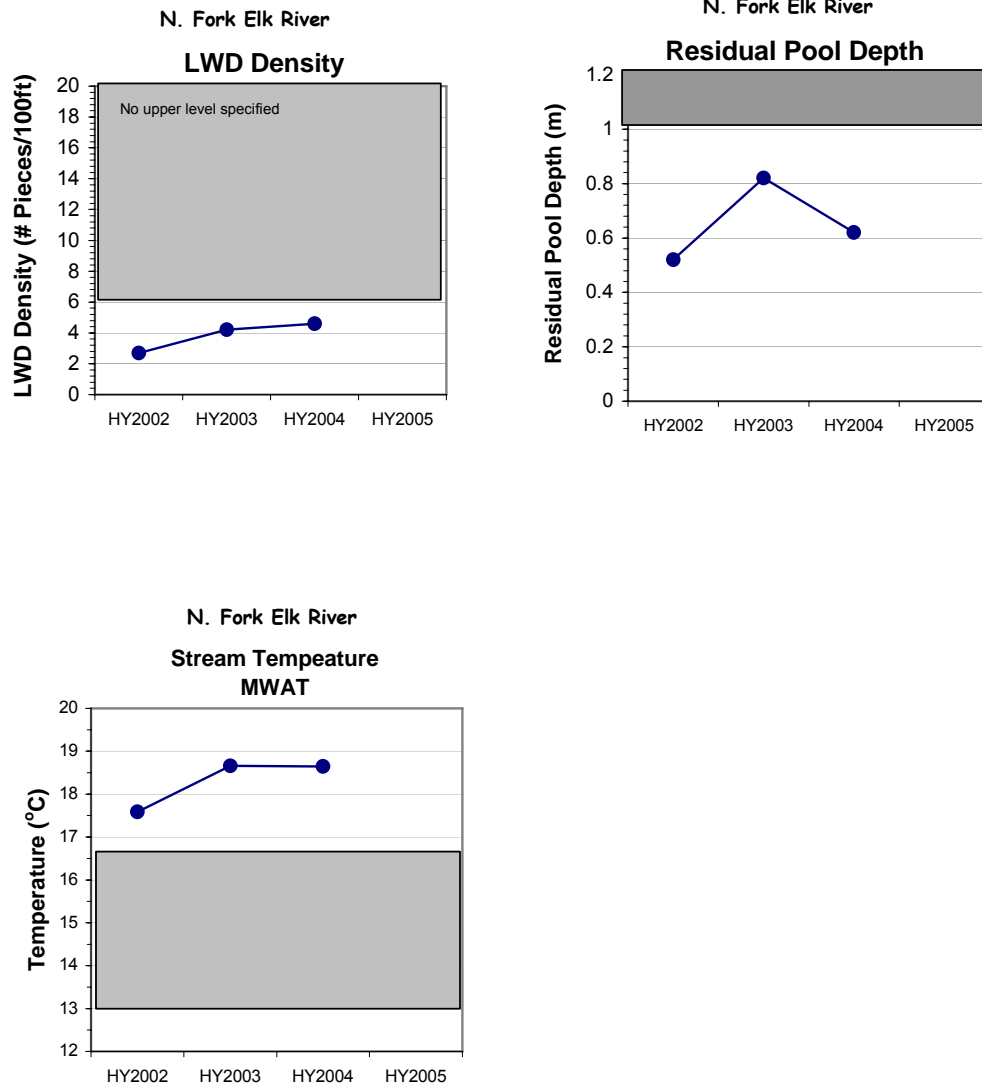 N. Fork Elk River
LWD Density
LWD Density (# Pieces/100ft)
20
18
16
14
12
10
8
6
4
2
0
No upper level specified
HY2002 HY2003 HY2004 HY2005
N. Fork Elk River
Residual Pool Depth
Residual Pool Depth (m)
1.2
1
0.8
0.6
0.4
0.2
0
HY2002 HY2003 HY2004 HY2005
N. Fork Elk River
Stream Tempeature
MWAT
Temperature (°C)
20
19
18
17
16
15
14
13
12
HY2002 HY2003 HY2004 HY2005